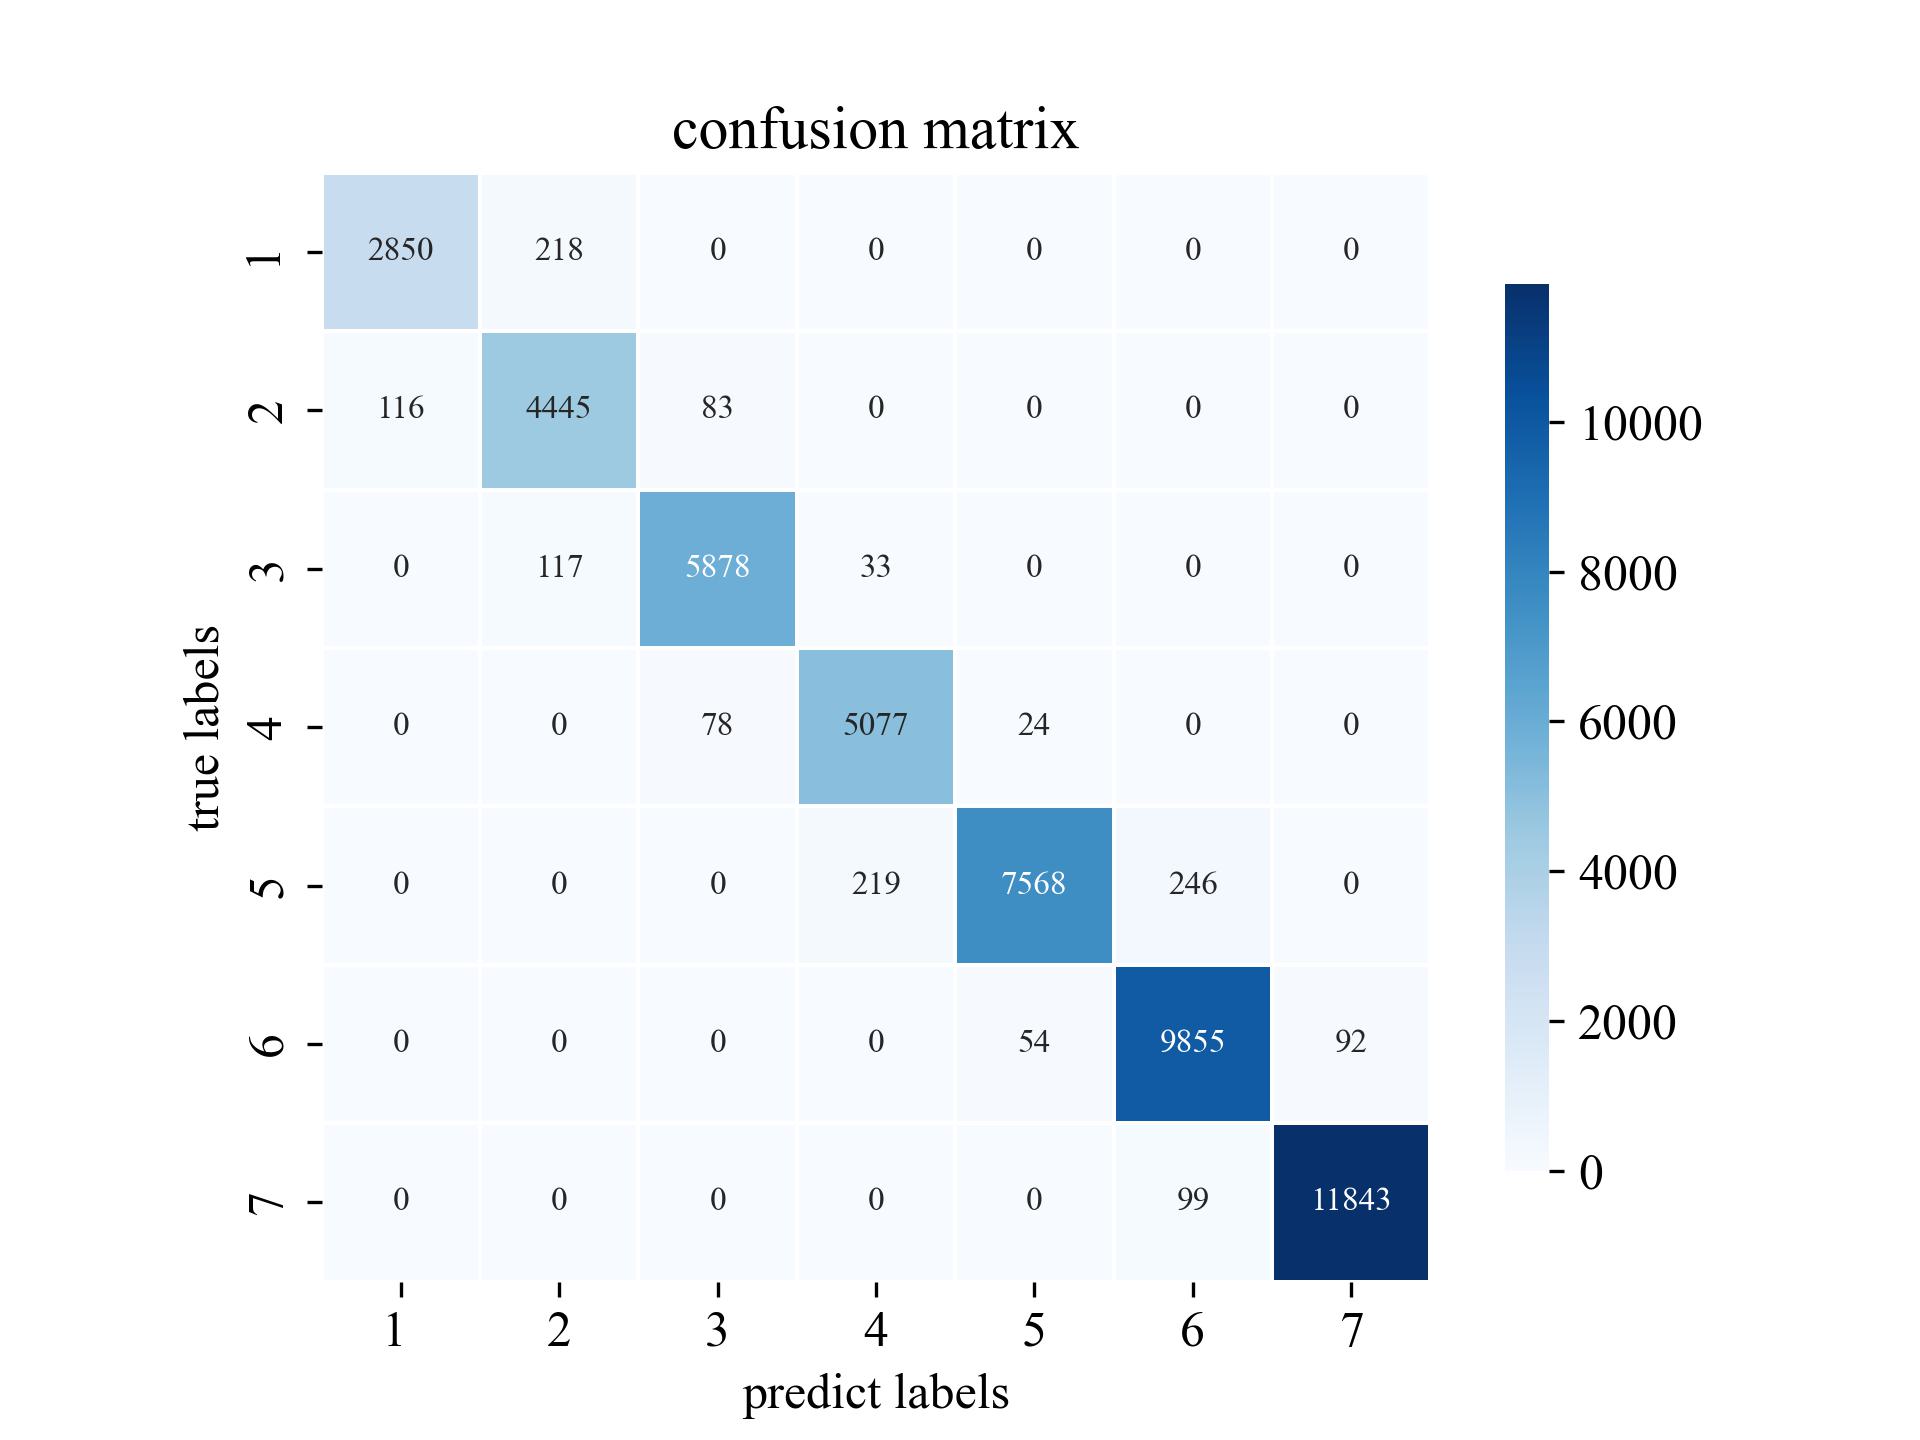 confusion matrix
1 2850 218 0 0 0 0 0
2 116 4445 83 0 0 0 0
3 0 117 5878 33 0 0 0
4 0 0 78 5077 24 0 0
5 0 0 0 219 7568 246 0
6 0 0 0 0 54 9855 92
7 0 0 0 0 0 99 11843
1 2 3 4 5 6 7
predict labels
true labels
10000
8000
6000
4000
2000
0